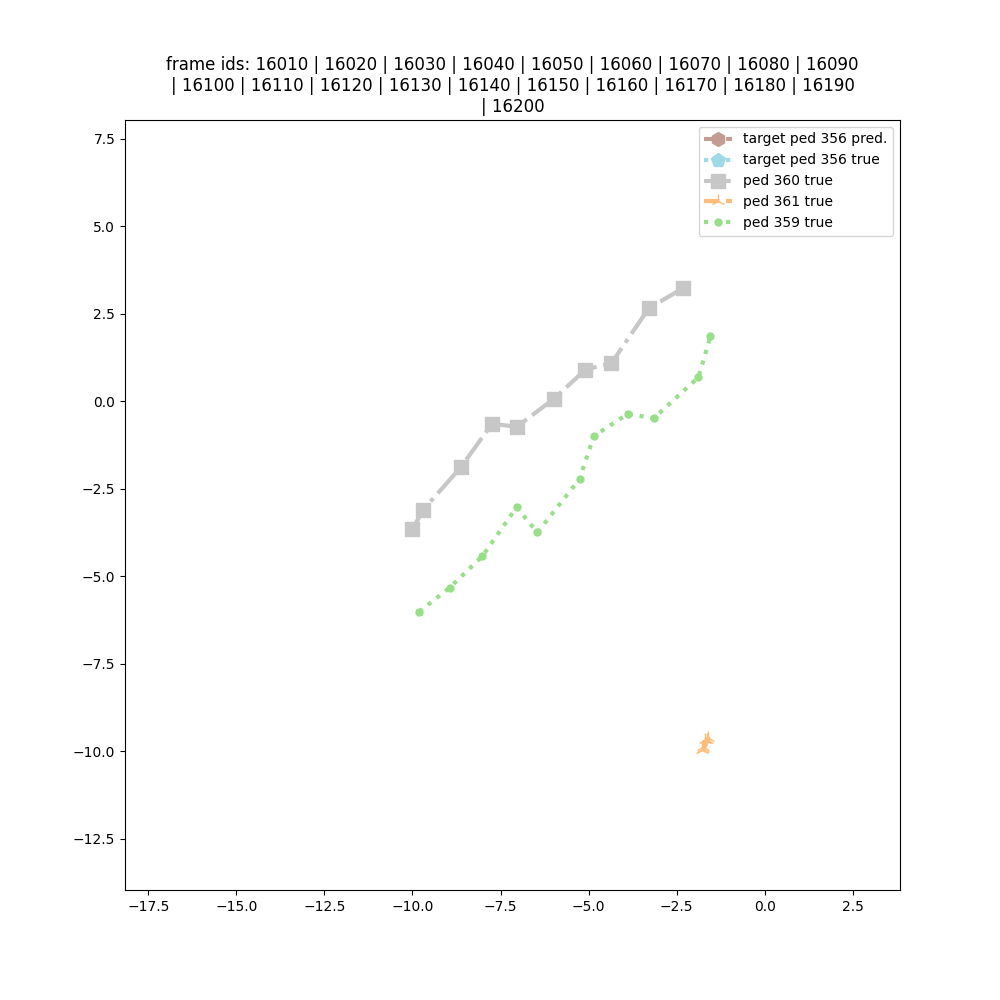 frame ids: 16010 | 16020 | 16030 | 16040 | 16050 | 16060 | 16070 | 16080 | 16090
| 16100 | 16110 | 16120 | 16130 | 16140 | 16150 | 16160 | 16170 | 16180 | 16190
| 16200
target ped 356 pred.
target ped 356 true
ped 360 true
ped 361 true
ped 359 true
7.5
5.0
2.5
0.0
−2.5
−5.0
−7.5
−10.0
−12.5
−17.5 −15.0 −12.5 −10.0 −7.5 −5.0 −2.5 0.0 2.5